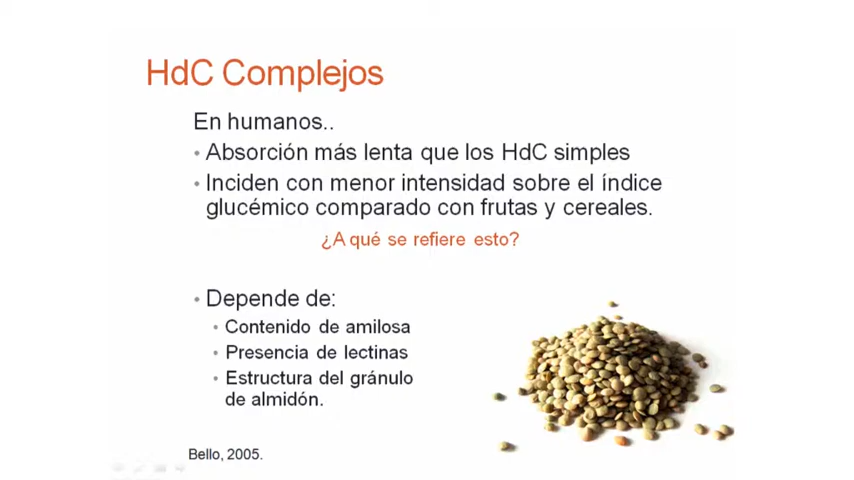 HdC Complejos
En humanos..
• Absorción más lenta que los HdC simples
• Inciden con menor intensidad sobre el índice
glucémico comparado con frutas y cereales.
¿A qué se refiere esto?
• Depende de:
• Contenido de amilosa
• Presencia de lectinas
• Estructura del gránulo
de almidón.
Bello, 2005.